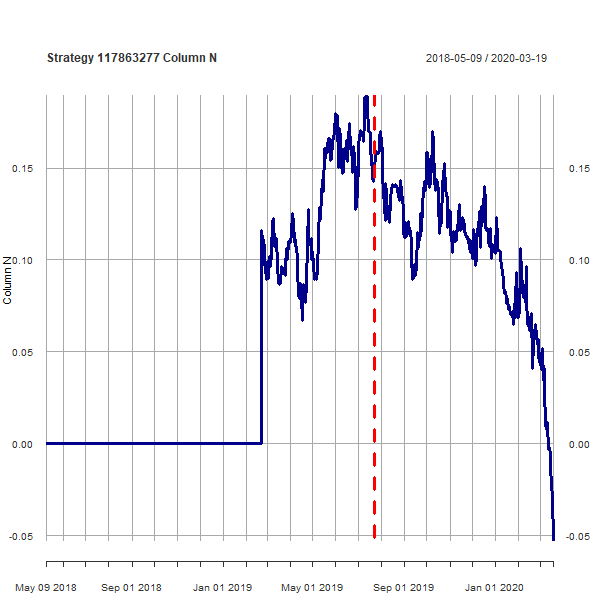 Strategy 117863277 Column N 2018-05-09 / 2020-03-19
0.15 0.15
0.10 0.10
Column N
0.05 0.05
0.00 0.00
-0.05 -0.05
May 09 2018 Sep 01 2018 Jan 01 2019 May 01 2019 Sep 01 2019 Jan 01 2020